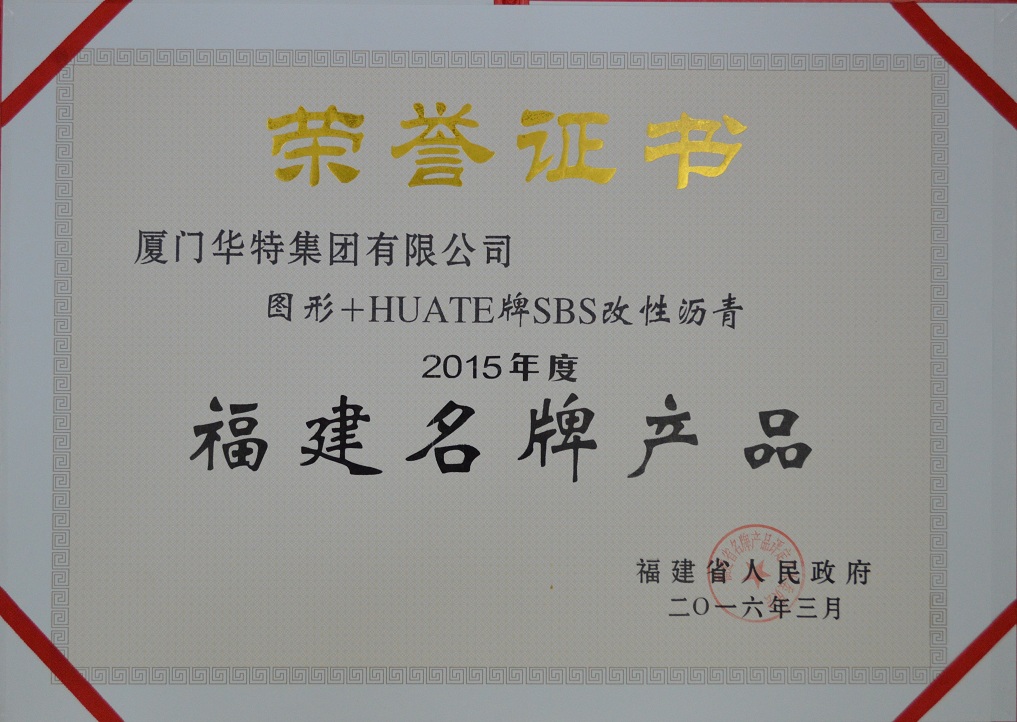 荣誉证书
厦门华特集团有限公司
图形+HUATE牌SBS改性沥青
2015年度
福建名牌产品
福建省人民政府
二〇一六年三月